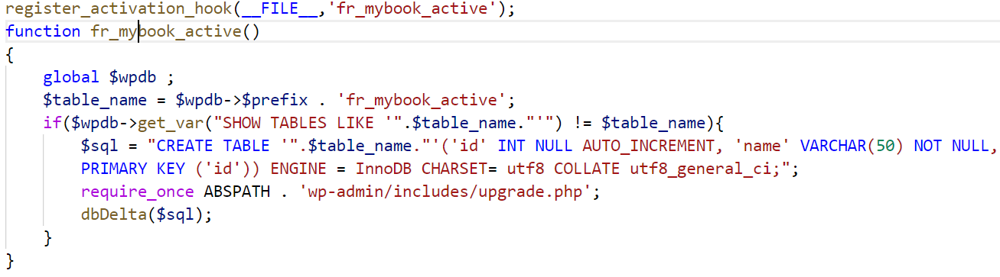 register_activation_hook(__FILE__,'fr_mybook_active');
function fr_mybook_active()
{
    global $wpdb ;
    $table_name = $wpdb->$prefix . 'fr_mybook_active';
    if($wpdb->get_var("SHOW TABLES LIKE '".$table_name."'") != $table_name){
        $sql = "CREATE TABLE '".$table_name."'('id' INT NULL AUTO_INCREMENT, 'name' VARCHAR(50) NOT NULL,
        PRIMARY KEY ('id')) ENGINE = InnoDB CHARSET= utf8 COLLATE utf8_general_ci;";
        require_once ABSPATH . 'wp-admin/includes/upgrade.php';
        dbDelta($sql);
    }
}